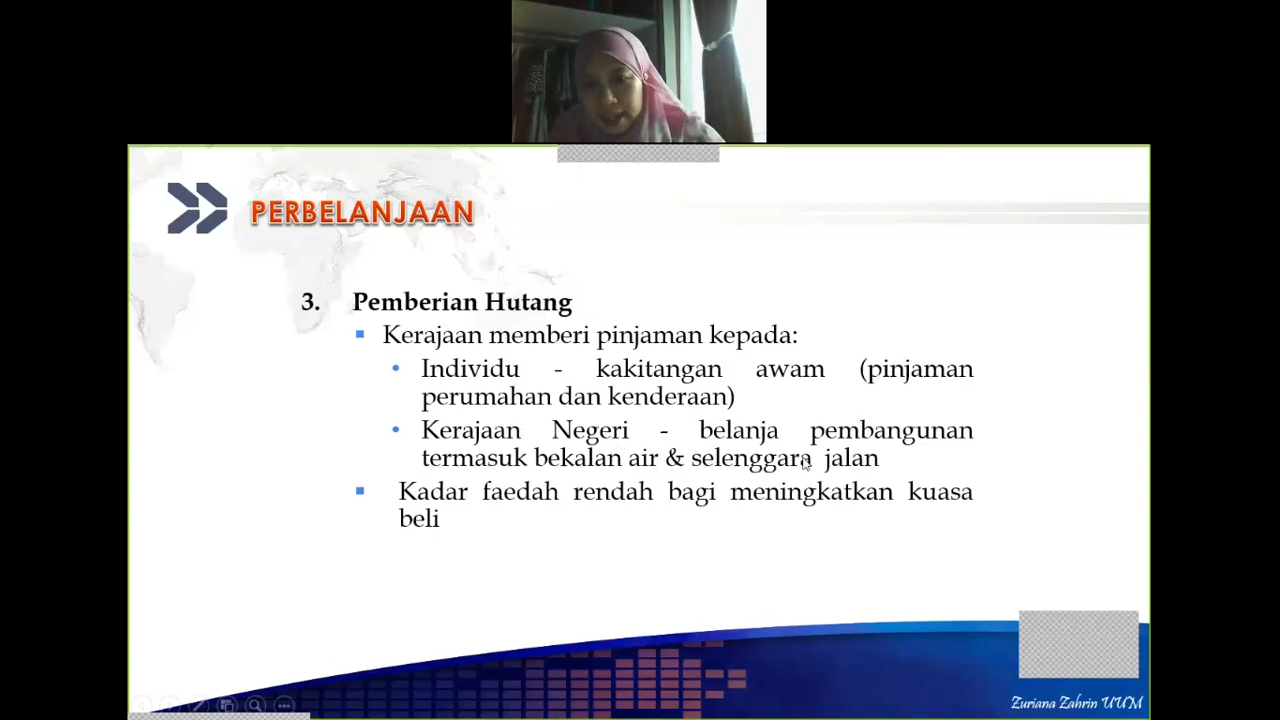 PERBELANJAAN
3. Pemberian Hutang
Kerajaan memberi pinjaman kepada:
Individu - kakitangan awam (pinjaman
perumahan dan kenderaan)
Kerajaan Negeri - belanja pembangunan
termasuk bekalan air & selenggara jalan
Kadar faedah rendah bagi meningkatkan kuasa
beli
Zuriana Zahrin UUM